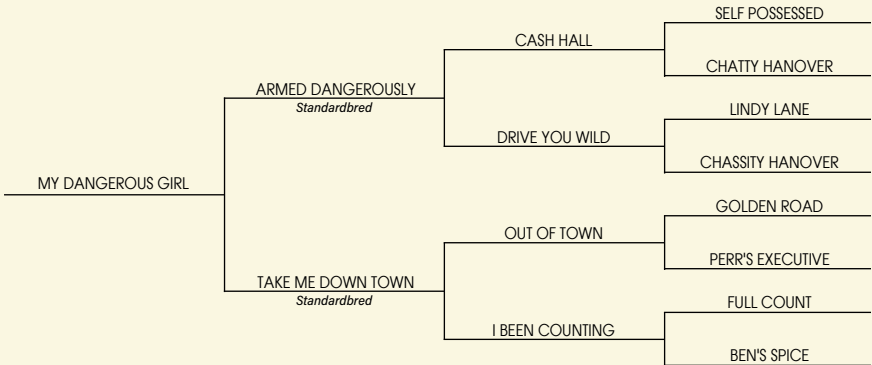 SELF POSSESSED
CASH HALL
CHATTY HANOVER
ARMED DANGEROUSLY
Standardbred
LINDY LANE
DRIVE YOU WILD
CHASSITY HANOVER
MY DANGEROUS GIRL
GOLDEN ROAD
OUT OF TOWN
PERR'S EXECUTIVE
TAKE ME DOWN TOWN
Standardbred
FULL COUNT
I BEEN COUNTING
BEN'S SPICE